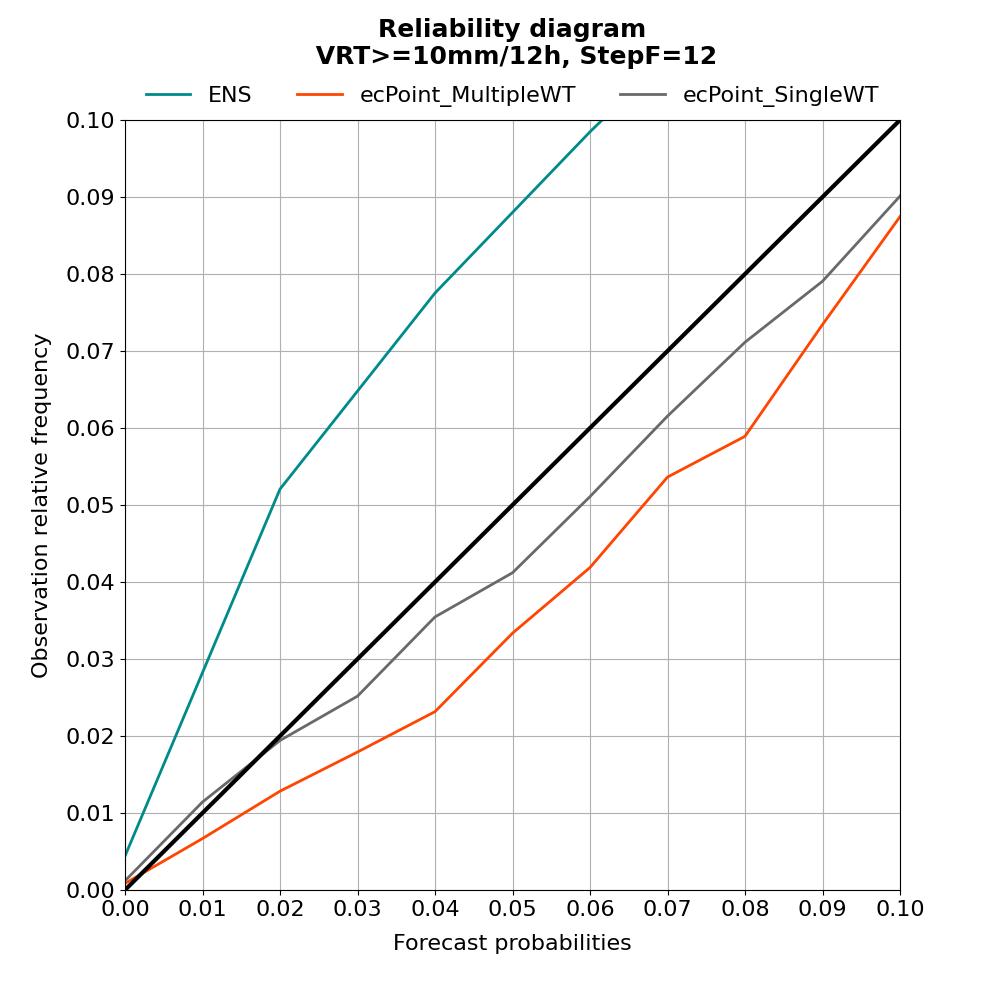 Reliability diagram
VRT>=10mm/12h, StepF=12
ENS ecPoint_MultipleWT ecPoint_SingleWT
0.10
0.09
0.08
0.07
0.06
0.05
0.04
0.03
0.02
0.01
0.00
Observation relative frequency
0.00 0.01 0.02 0.03 0.04 0.05 0.06 0.07 0.08 0.09 0.10
Forecast probabilities